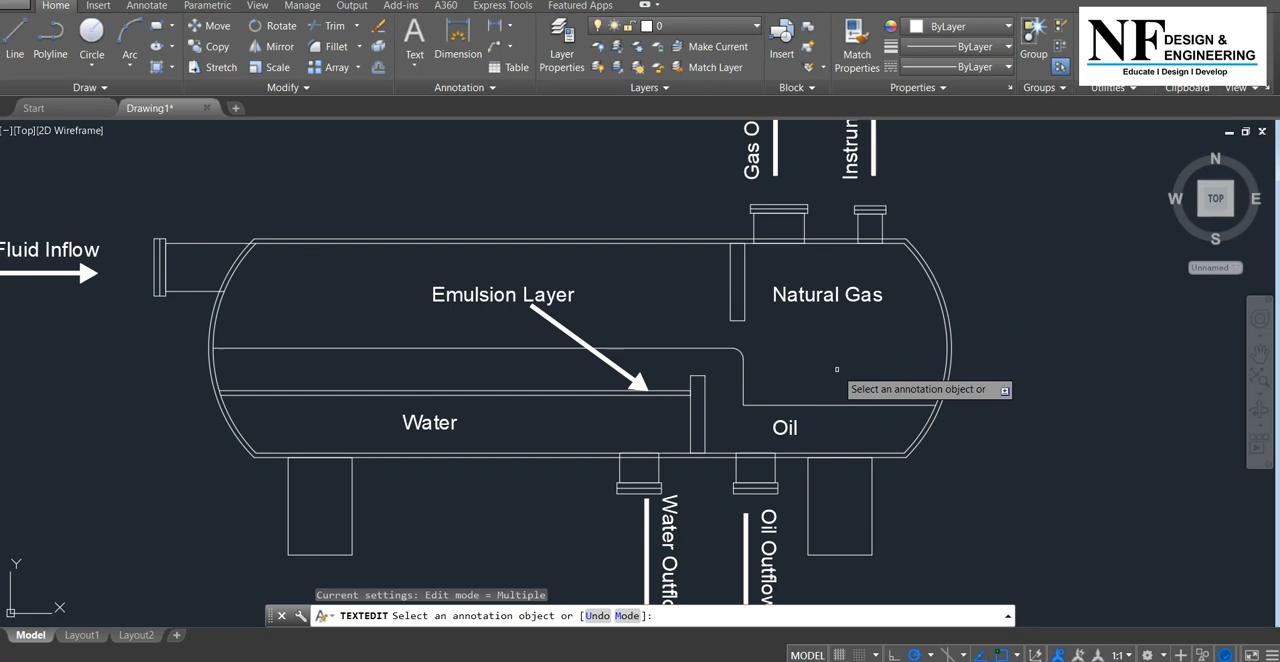 Home Insert Annotate Parametric View Manage Output Add-ins A360 Express Tools Featured Apps
Line Polyline Circle Arc
Move Rotate Trim
Copy Mirror Fillet
Stretch Scale Array
Text Dimension Table
Layer Properties
0
Make Current
Match Layer
Insert
Match Properties
ByLayer
ByLayer
ByLayer
Group
NF DESIGN & ENGINEERING
Educate I Design I Develop
Draw Modify Annotation Layers Block Properties Groups Utilities Clipboard View
Start Drawing1* +
[−][Top][2D Wireframe]
Gas O
Instrur
N
W TOP E
S
Unnamed
Fluid Inflow
Emulsion Layer
Natural Gas
Select an annotation object or
Water
Oil
Water Outflo
Oil Outflow
Y
X
Current settings: Edit mode = Multiple
TEXTEDIT Select an annotation object or [Undo Mode]:
Model Layout1 Layout2 +
MODEL 1:1